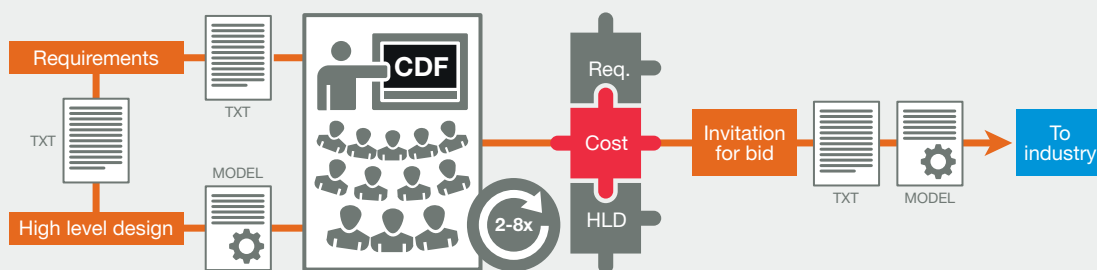 Requirements
TXT
TXT
MODEL
High level design
CDF
2-8x
Req.
Cost
HLD
Invitation
for bid
TXT
MODEL
To
industry